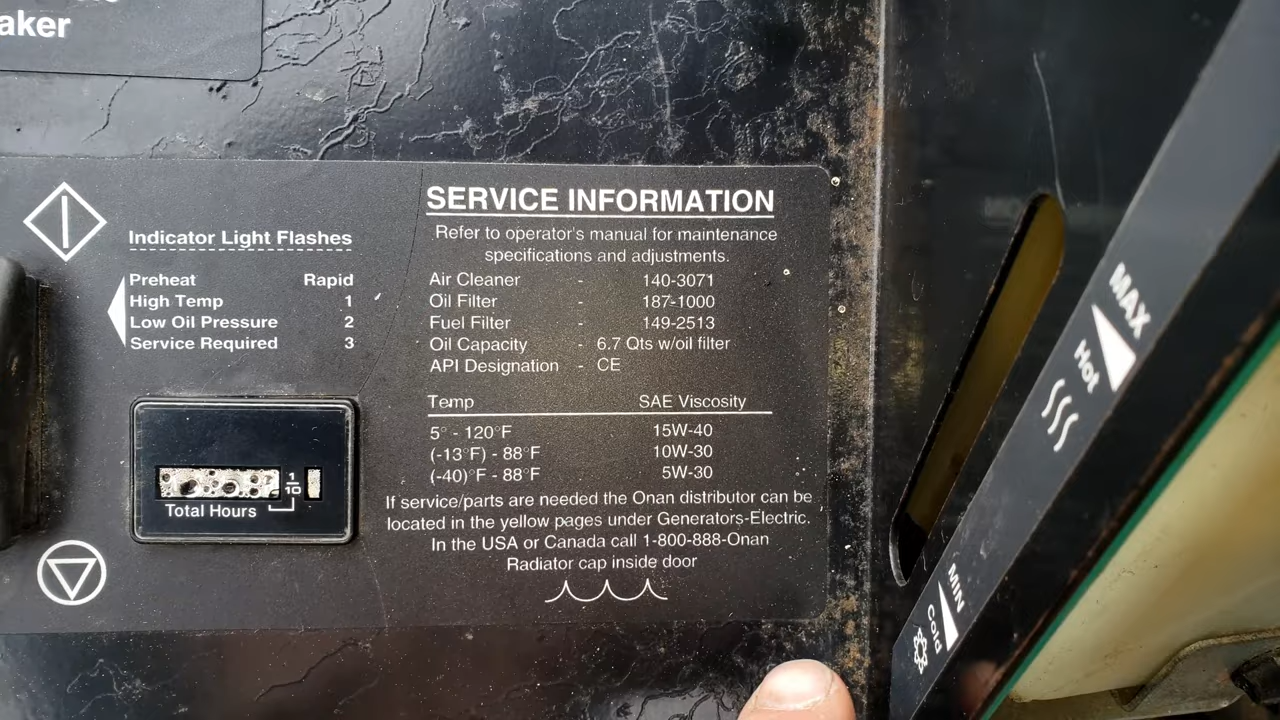 aker
Indicator Light Flashes
Preheat Rapid
High Temp 1
Low Oil Pressure 2
Service Required 3
1
10
Total Hours
SERVICE INFORMATION
Refer to operator's manual for maintenance
specifications and adjustments.
Air Cleaner - 140-3071
Oil Filter - 187-1000
Fuel Filter - 149-2513
Oil Capacity - 6.7 Qts w/oil filter
API Designation - CE
Temp SAE Viscosity
5° - 120°F 15W-40
(-13°F) - 88°F 10W-30
(-40)°F - 88°F 5W-30
If service/parts are needed the Onan distributor can be
located in the yellow pages under Generators-Electric.
In the USA or Canada call 1-800-888-Onan
Radiator cap inside door
MAX
Hot
MIN
Cold